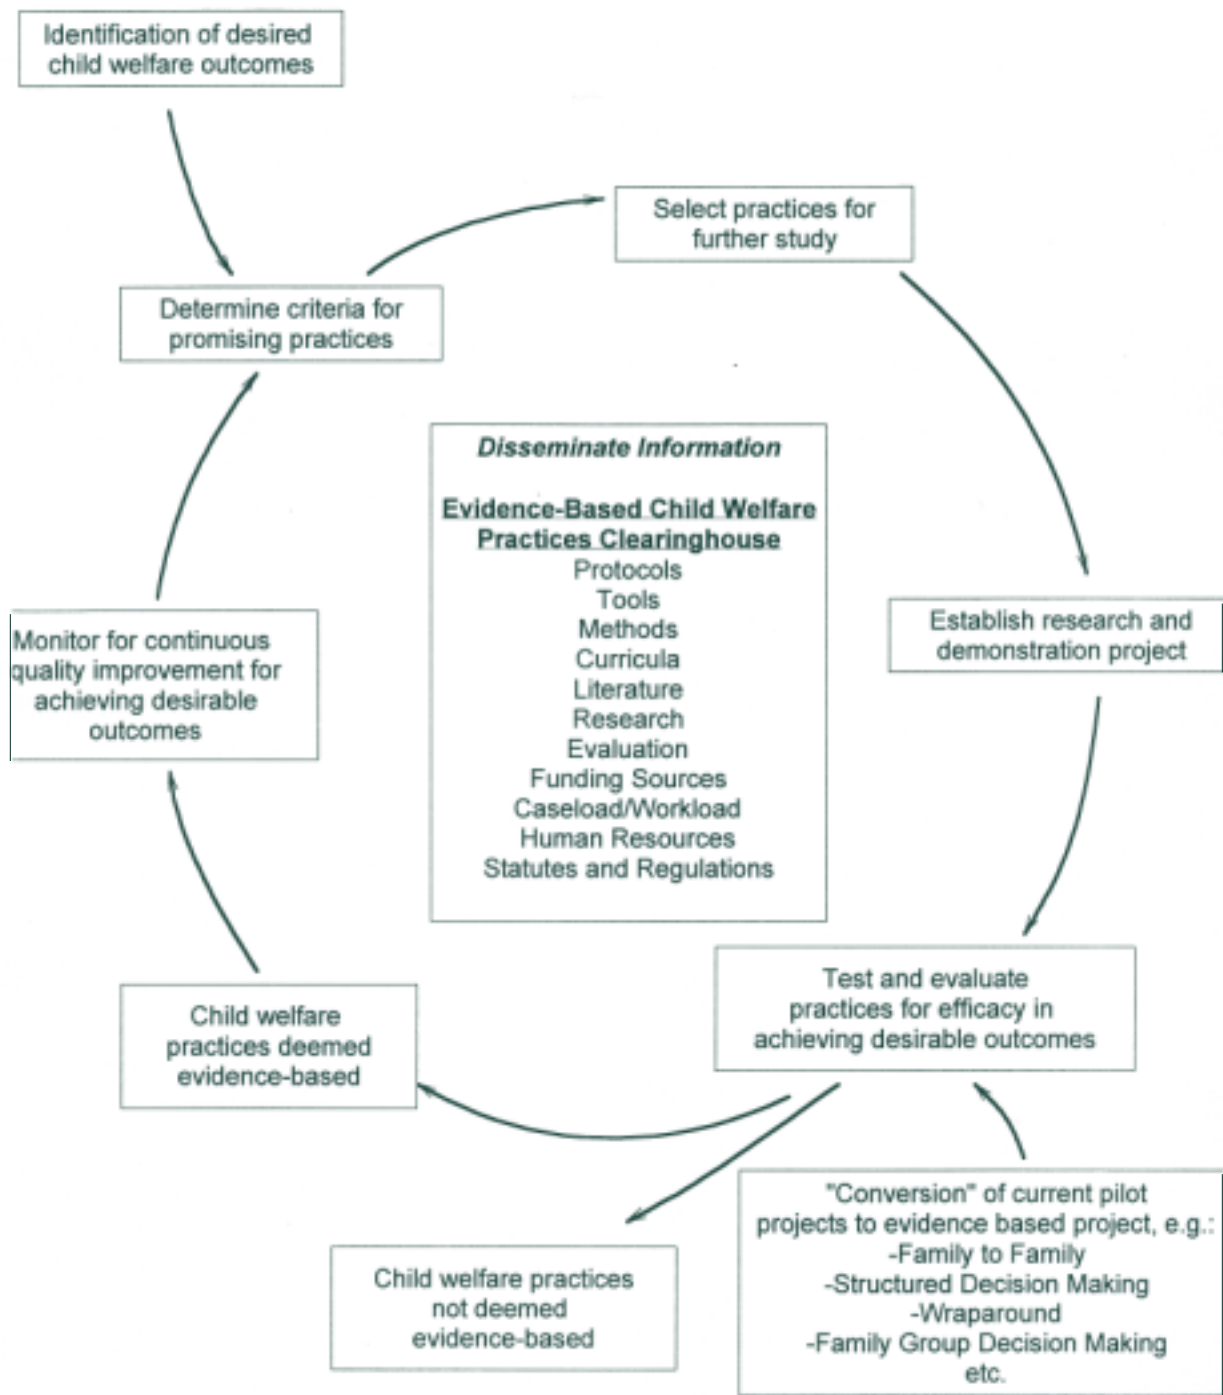 Identification of desired
child welfare outcomes
Select practices for
further study
Determine criteria for
promising practices
Disseminate Information
Evidence-Based Child Welfare
Practices Clearinghouse
Protocols
Tools
Methods
Curricula
Literature
Research
Evaluation
Funding Sources
Caseload/Workload
Human Resources
Statutes and Regulations
Establish research and
demonstration project
Monitor for continuous
quality improvement for
achieving desirable
outcomes
Test and evaluate
practices for efficacy in
achieving desirable outcomes
Child welfare
practices deemed
evidence-based
Child welfare practices
not deemed
evidence-based
"Conversion" of current pilot
projects to evidence based project, e.g.:
-Family to Family
-Structured Decision Making
-Wraparound
-Family Group Decision Making
etc.